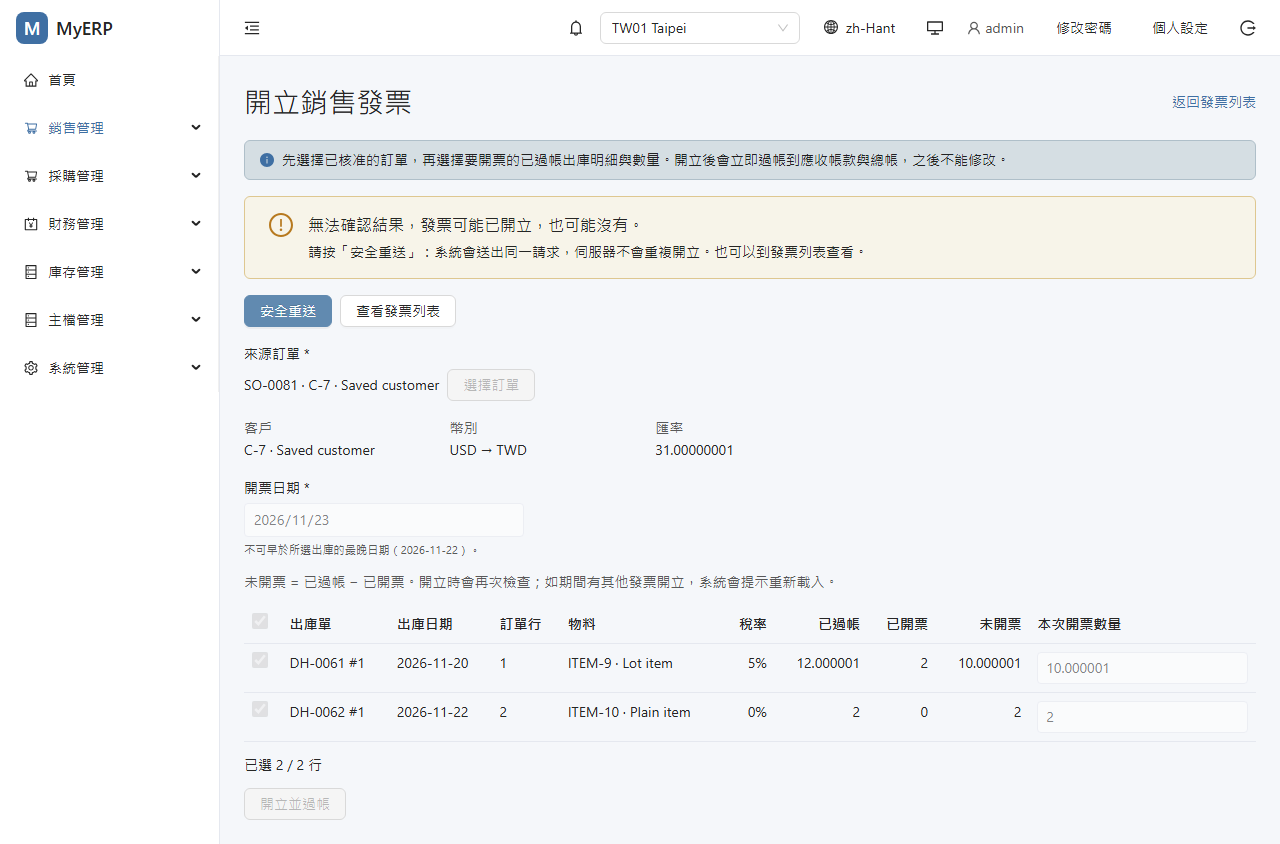 M MyERP
TW01 Taipei
zh-Hant
admin
修改密碼
個人設定
首頁
銷售管理
採購管理
財務管理
庫存管理
主檔管理
系統管理
開立銷售發票
返回發票列表
先選擇已核准的訂單，再選擇要開票的已過帳出庫明細與數量。開立後會立即過帳到應收帳款與總帳，之後不能修改。
無法確認結果，發票可能已開立，也可能沒有。
請按「安全重送」：系統會送出同一請求，伺服器不會重複開立。也可以到發票列表查看。
安全重送 查看發票列表
來源訂單 *
SO-0081 · C-7 · Saved customer 選擇訂單
客戶 幣別 匯率
C-7 · Saved customer USD → TWD 31.00000001
開票日期 *
2026/11/23
不可早於所選出庫的最晚日期（2026-11-22）。
未開票 = 已過帳 − 已開票。開立時會再次檢查；如期間有其他發票開立，系統會提示重新載入。
出庫單 出庫日期 訂單行 物料 稅率 已過帳 已開票 未開票 本次開票數量
DH-0061 #1 2026-11-20 1 ITEM-9 · Lot item 5% 12.000001 2 10.000001 10.000001
DH-0062 #1 2026-11-22 2 ITEM-10 · Plain item 0% 2 0 2 2
已選 2 / 2 行
開立並過帳